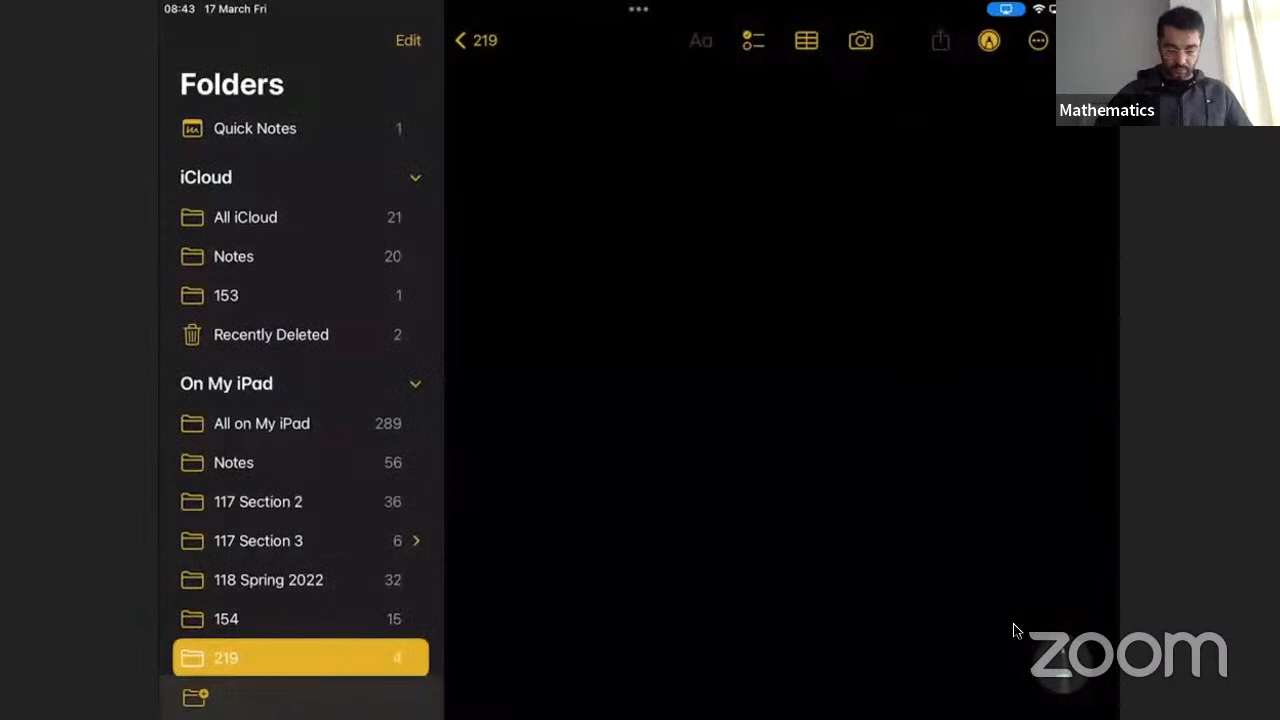 08:43 17 March Fri
Edit
219
Aa
Folders
Quick Notes 1
iCloud
All iCloud 21
Notes 20
153 1
Recently Deleted 2
On My iPad
All on My iPad 289
Notes 56
117 Section 2 36
117 Section 3 6
118 Spring 2022 32
154 15
219 4
Mathematics
zoom